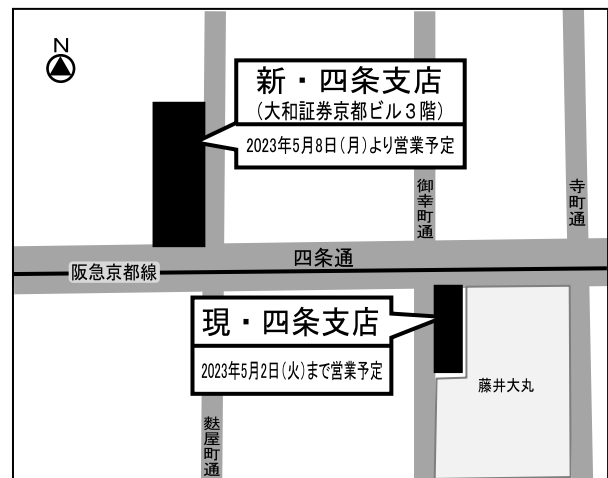 N
新・四条支店
(大和証券京都ビル３階)
2023年5月8日(月)より営業予定
御幸町通
寺町通
四条通
阪急京都線
現・四条支店
2023年5月2日(火)まで営業予定
藤井大丸
麩屋町通